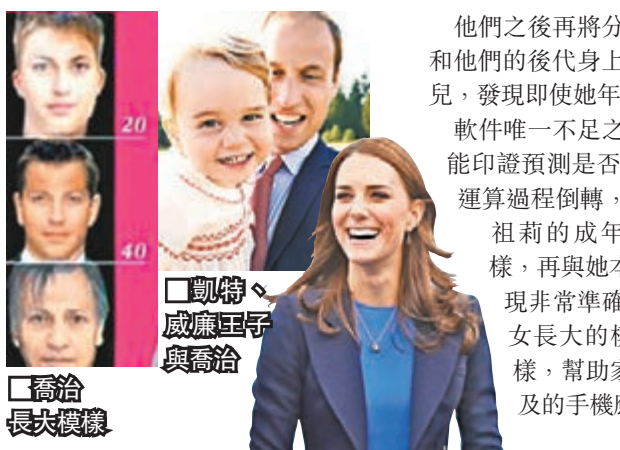 20
40
■喬治
長大模樣
■凱特、
威廉王子
與喬治
他們之後再將分
和他們的後代身上
兒，發現即使她年
軟件唯一不足之
能印證預測是否
運算過程倒轉，
祖莉的成年
樣，再與她本
現非常準確
女長大的模
樣，幫助家
及的手機應